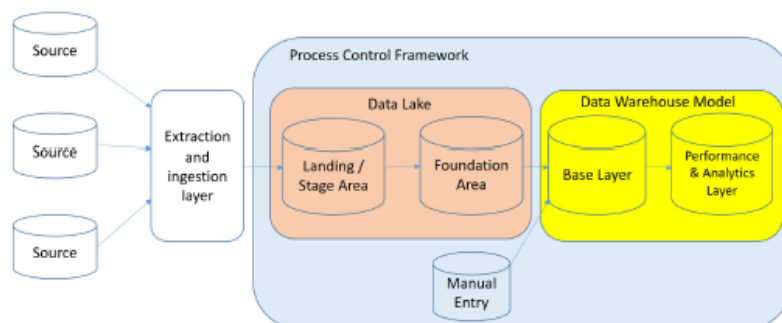 Source
Source
Source
Extraction
and
ingestion
layer
Process Control Framework
Data Lake
Landing /
Stage Area
Foundation
Area
Data Warehouse Model
Base Layer
Performance
& Analytics
Layer
Manual
Entry